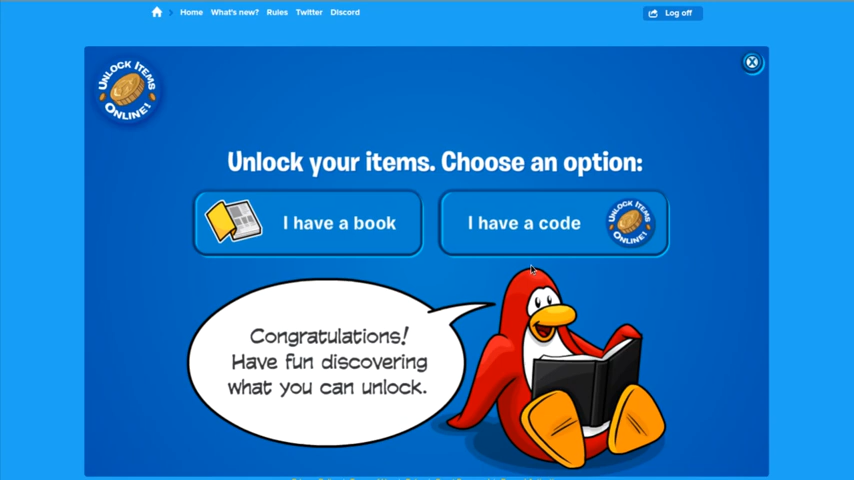 Home What's new? Rules Twitter Discord Log off
UNLOCK ITEMS ONLINE!
Unlock your items. Choose an option:
I have a book
I have a code
UNLOCK ITEMS ONLINE!
Congratulations!
Have fun discovering
what you can unlock.